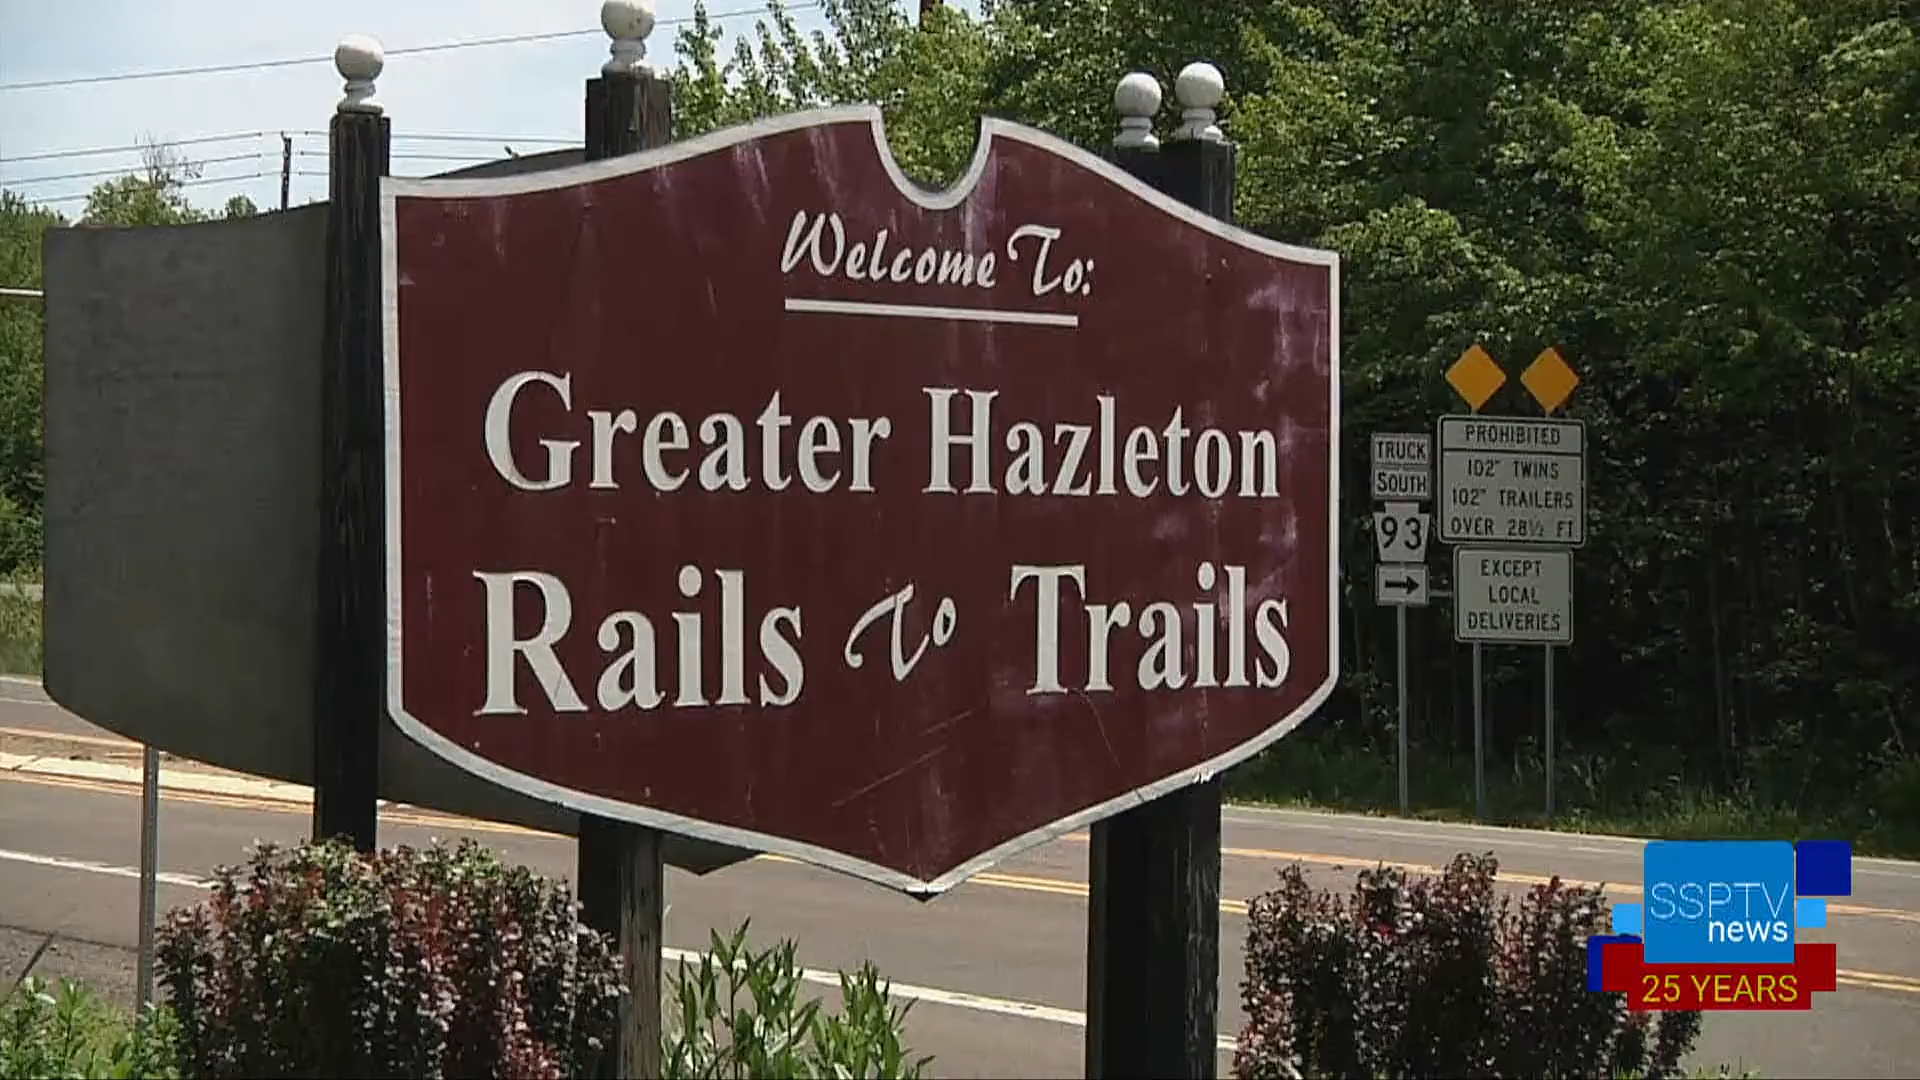 Welcome To:
Greater Hazleton
Rails To Trails
TRUCK
SOUTH
93
PROHIBITED
102" TWINS
102" TRAILERS
OVER 28½ FT
EXCEPT
LOCAL
DELIVERIES
SSPTV
news
25 YEARS